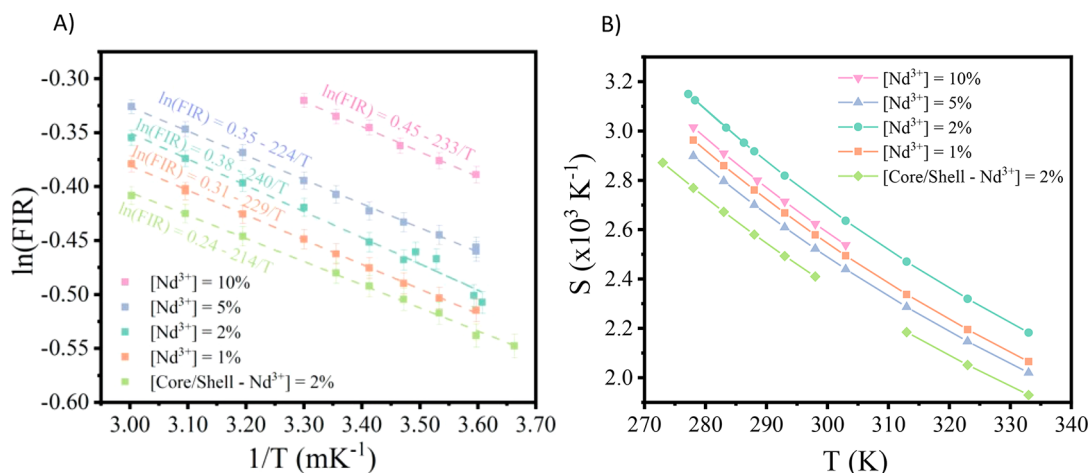 A)
ln(FIR)
-0.30
-0.35
-0.40
-0.45
-0.50
-0.55
-0.60
ln(FIR) = 0.45 - 233/T
ln(FIR) = 0.35 - 224/T
ln(FIR) = 0.38 - 240/T
ln(FIR) = 0.31 - 229/T
ln(FIR) = 0.24 - 214/T
[Nd³⁺] = 10%
[Nd³⁺] = 5%
[Nd³⁺] = 2%
[Nd³⁺] = 1%
[Core/Shell - Nd³⁺] = 2%
3.00 3.10 3.20 3.30 3.40 3.50 3.60 3.70
1/T (mK⁻¹)
B)
S (x10³ K⁻¹)
3.2
3.0
2.8
2.6
2.4
2.2
2.0
[Nd³⁺] = 10%
[Nd³⁺] = 5%
[Nd³⁺] = 2%
[Nd³⁺] = 1%
[Core/Shell - Nd³⁺] = 2%
270 280 290 300 310 320 330 340
T (K)